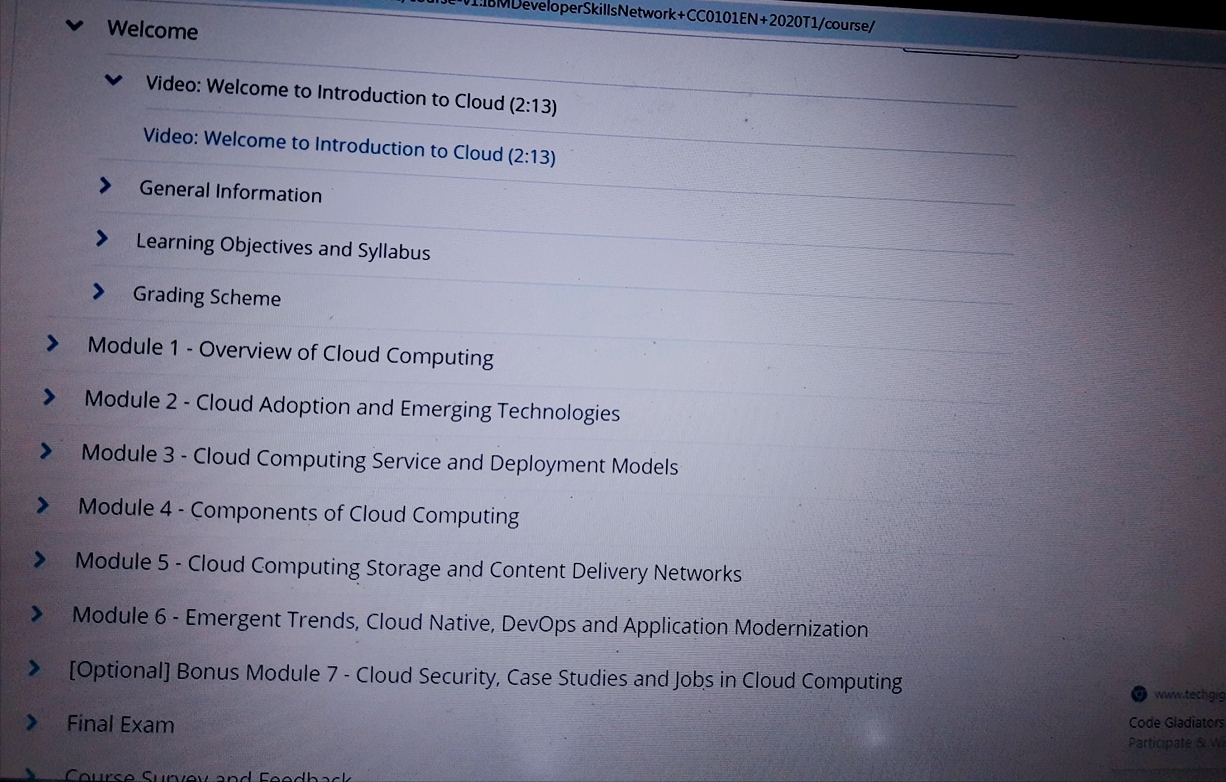 MDeveloperSkillsNetwork+CC0101EN+2020T1/course/
Welcome
Video: Welcome to Introduction to Cloud (2:13)
Video: Welcome to Introduction to Cloud (2:13)
General Information
Learning Objectives and Syllabus
Grading Scheme
Module 1 - Overview of Cloud Computing
Module 2 - Cloud Adoption and Emerging Technologies
Module 3 - Cloud Computing Service and Deployment Models
Module 4 - Components of Cloud Computing
Module 5 - Cloud Computing Storage and Content Delivery Networks
Module 6 - Emergent Trends, Cloud Native, DevOps and Application Modernization
[Optional] Bonus Module 7 - Cloud Security, Case Studies and Jobs in Cloud Computing
www.techgig
Final Exam
Code Gladiators
Participate &
Course Survey and Feedback